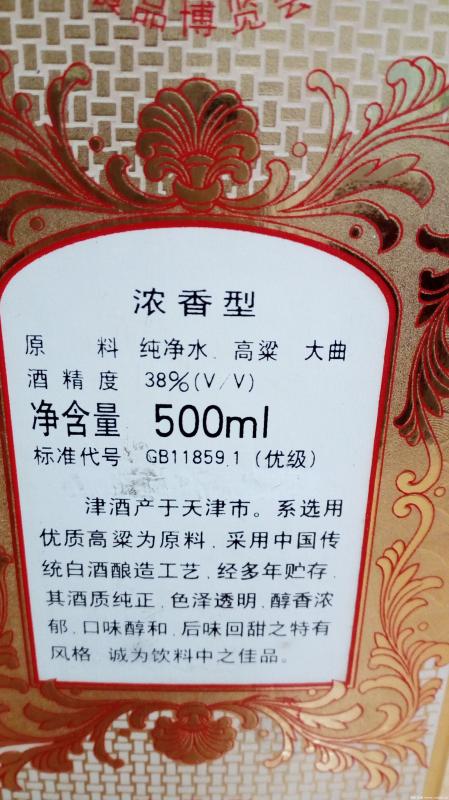 食品博览会
浓香型
原 料 纯净水.高粱 大曲
酒精度 38%(V/V)
净含量 500ml
标准代号 GB11859.1 (优级)
津酒产于天津市。系选用
优质高粱为原料.采用中国传
统白酒酿造工艺.经多年贮存.
其酒质纯正.色泽透明.醇香浓
郁.口味醇和.后味回甜之特有
风格.诚为饮料中之佳品。